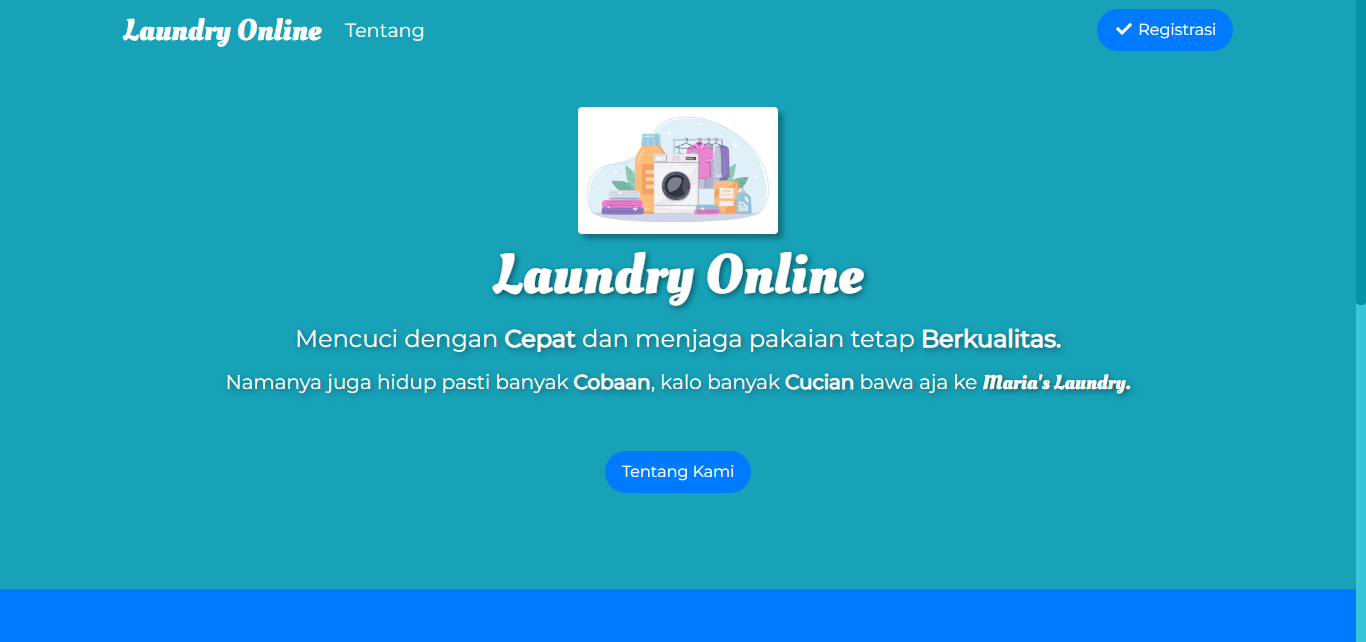 Laundry Online
Tentang
Registrasi
Laundry Online
Mencuci dengan Cepat dan menjaga pakaian tetap Berkualitas.
Namanya juga hidup pasti banyak Cobaan, kalo banyak Cucian bawa aja ke Maria's Laundry.
Tentang Kami